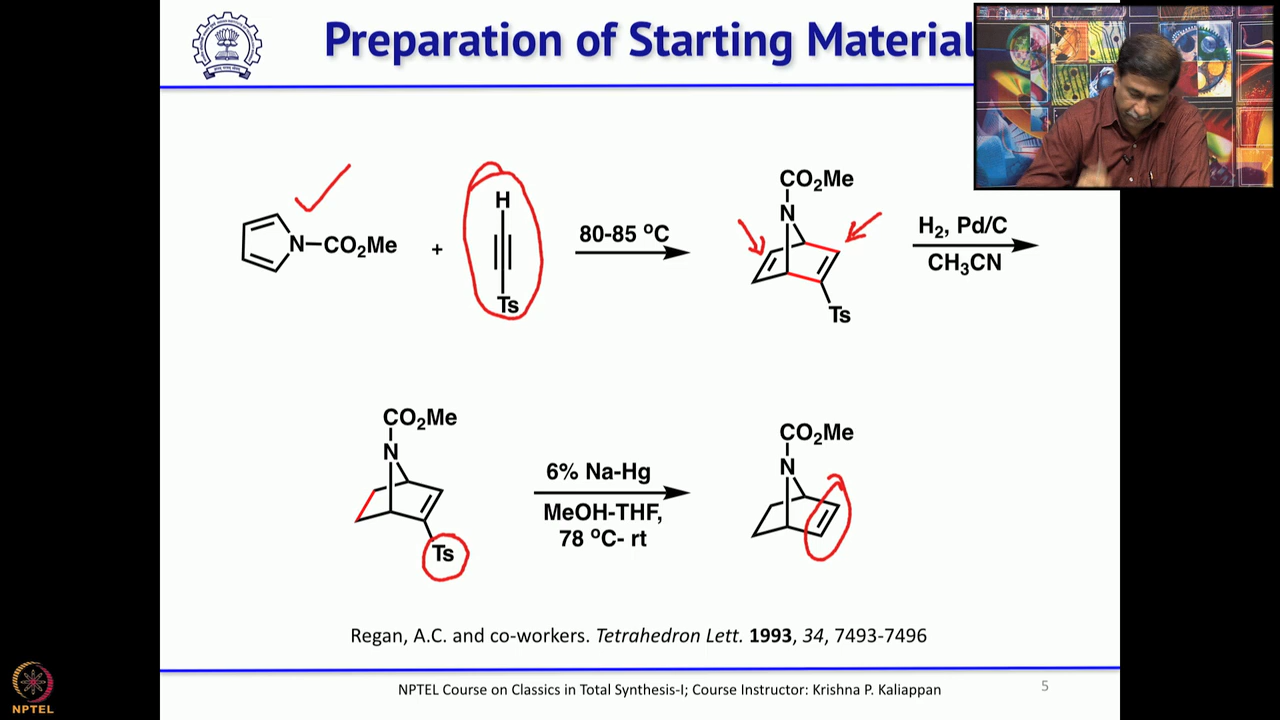 Preparation of Starting Material
CO₂Me
N
N–CO₂Me
+
H
Ts
80-85 ºC
Ts
H₂, Pd/C
CH₃CN
CO₂Me
N
Ts
6% Na-Hg
MeOH-THF,
78 ºC- rt
CO₂Me
N
Regan, A.C. and co-workers. Tetrahedron Lett. 1993, 34, 7493-7496
NPTEL Course on Classics in Total Synthesis-I; Course Instructor: Krishna P. Kaliappan
5
NPTEL